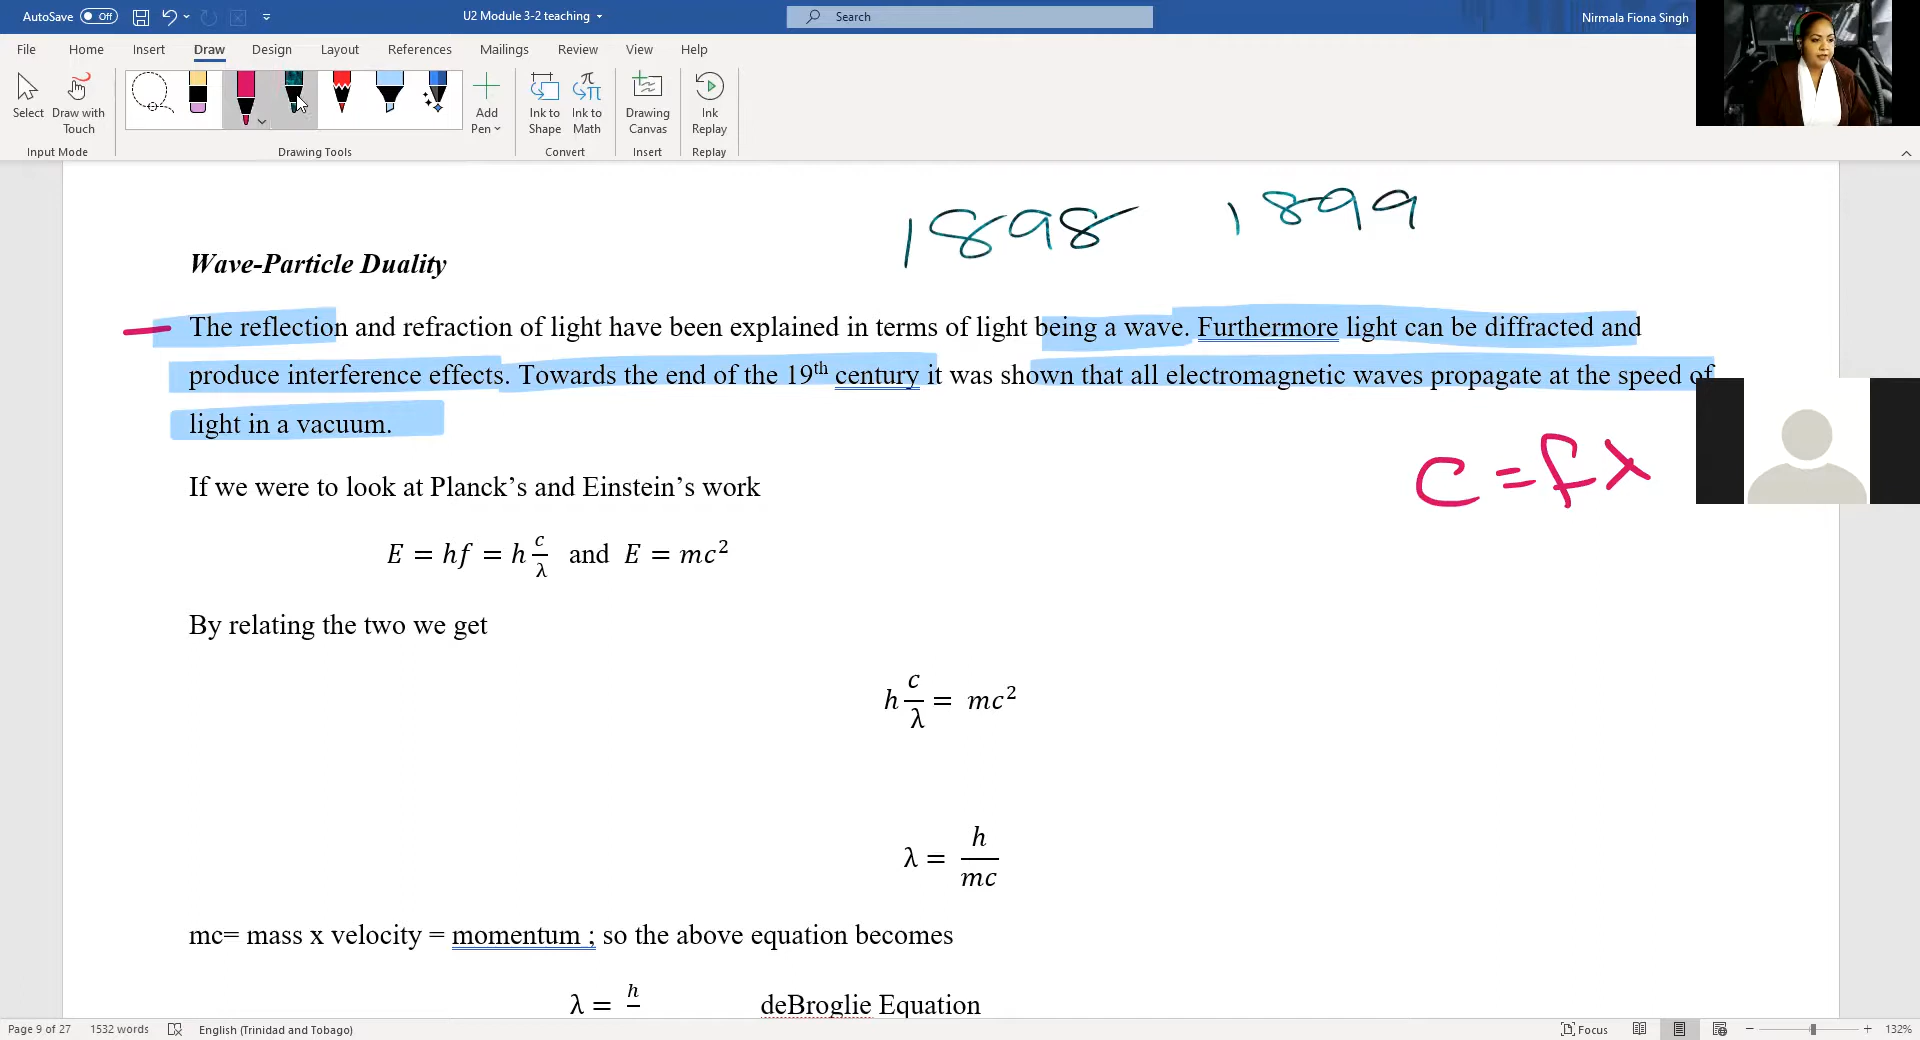 AutoSave Off U2 Module 3-2 teaching Search Nirmala Fiona Singh
File Home Insert Draw Design Layout References Mailings Review View Help
Select Draw with Touch Add Pen Ink to Shape Ink to Math Drawing Canvas Ink Replay
Input Mode Drawing Tools Convert Insert Replay
1898 1899
Wave-Particle Duality
The reflection and refraction of light have been explained in terms of light being a wave. Furthermore light can be diffracted and
produce interference effects. Towards the end of the 19th century it was shown that all electromagnetic waves propagate at the speed of
light in a vacuum.
c = fλ
If we were to look at Planck’s and Einstein’s work
E = hf = h c/λ and E = mc²
By relating the two we get
h c/λ = mc²
λ = h/mc
mc= mass x velocity = momentum ; so the above equation becomes
λ = h deBroglie Equation
Page 9 of 27 1532 words English (Trinidad and Tobago) Focus 132%